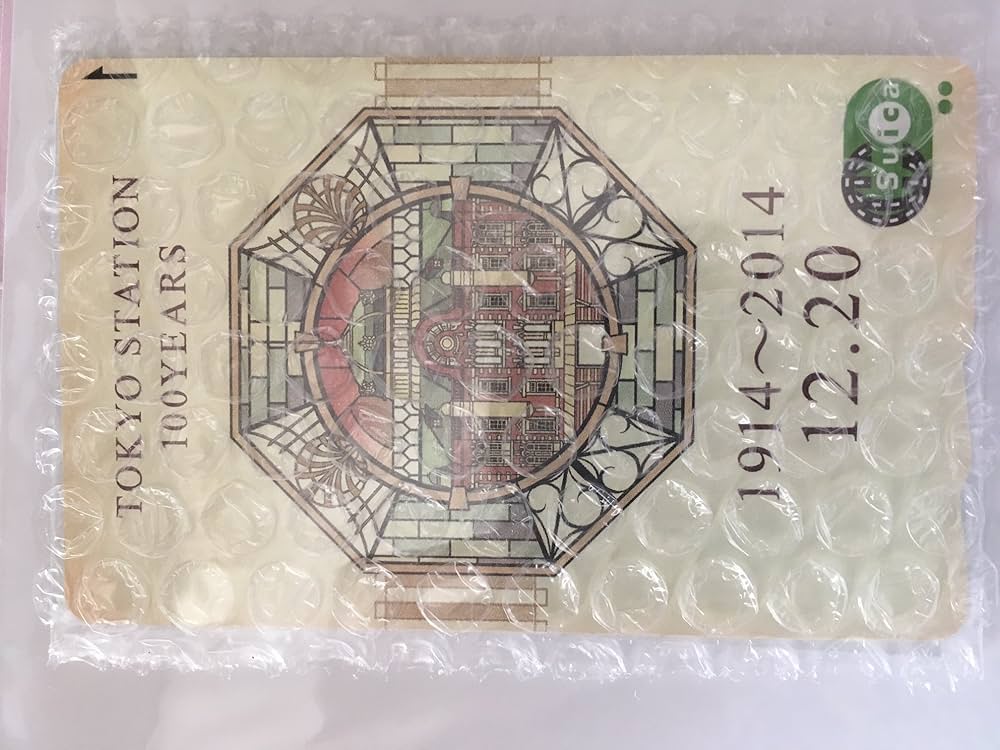 TOKYO STATION
100YEARS
1914〜2014
12.20
Suica